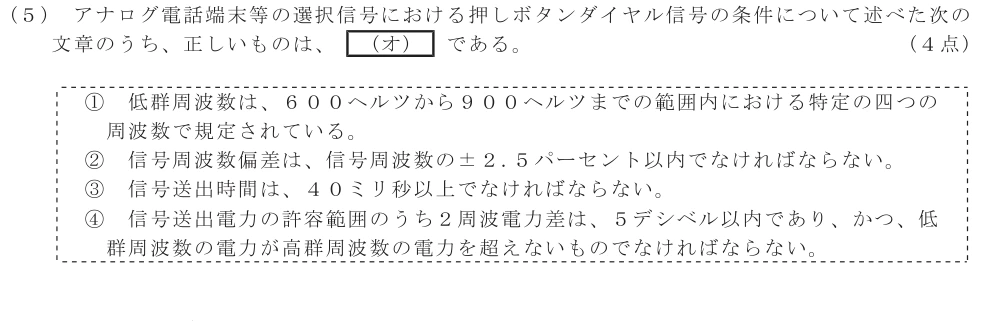 (5) アナログ電話端末等の選択信号における押しボタンダイヤル信号の条件について述べた次の
文章のうち、正しいものは、 (オ) である。 (4点)
① 低群周波数は、600ヘルツから900ヘルツまでの範囲内における特定の四つの
周波数で規定されている。
② 信号周波数偏差は、信号周波数の±2.5パーセント以内でなければならない。
③ 信号送出時間は、40ミリ秒以上でなければならない。
④ 信号送出電力の許容範囲のうち2周波電力差は、5デシベル以内であり、かつ、低
群周波数の電力が高群周波数の電力を超えないものでなければならない。